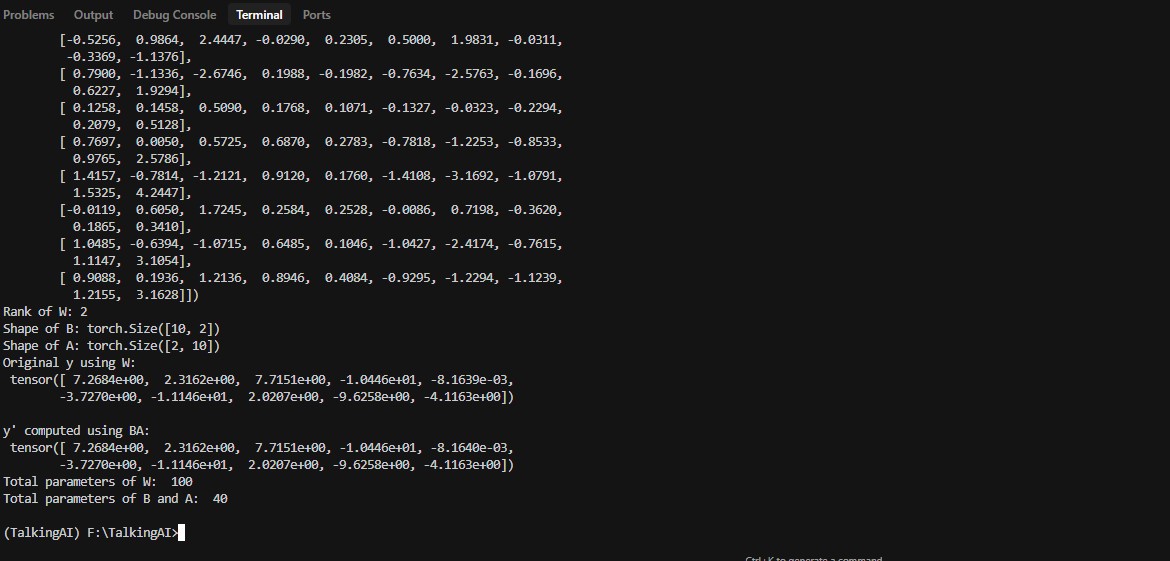 Problems Output Debug Console Terminal Ports
[-0.5256, 0.9864, 2.4447, -0.0290, 0.2305, 0.5000, 1.9831, -0.0311,
-0.3369, -1.1376],
[ 0.7900, -1.1336, -2.6746, 0.1988, -0.1982, -0.7634, -2.5763, -0.1696,
0.6227, 1.9294],
[ 0.1258, 0.1458, 0.5090, 0.1768, 0.1071, -0.1327, -0.0323, -0.2294,
0.2079, 0.5128],
[ 0.7697, 0.0050, 0.5725, 0.6870, 0.2783, -0.7818, -1.2253, -0.8533,
0.9765, 2.5786],
[ 1.4157, -0.7814, -1.2121, 0.9120, 0.1760, -1.4108, -3.1692, -1.0791,
1.5325, 4.2447],
[-0.0119, 0.6050, 1.7245, 0.2584, 0.2528, -0.0086, 0.7198, -0.3620,
0.1865, 0.3410],
[ 1.0485, -0.6394, -1.0715, 0.6485, 0.1046, -1.0427, -2.4174, -0.7615,
1.1147, 3.1054],
[ 0.9088, 0.1936, 1.2136, 0.8946, 0.4084, -0.9295, -1.2294, -1.1239,
1.2155, 3.1628]])
Rank of W: 2
Shape of B: torch.Size([10, 2])
Shape of A: torch.Size([2, 10])
Original y using W:
tensor([ 7.2684e+00, 2.3162e+00, 7.7151e+00, -1.0446e+01, -8.1639e-03,
-3.7270e+00, -1.1146e+01, 2.0207e+00, -9.6258e+00, -4.1163e+00])
y' computed using BA:
tensor([ 7.2684e+00, 2.3162e+00, 7.7151e+00, -1.0446e+01, -8.1640e-03,
-3.7270e+00, -1.1146e+01, 2.0207e+00, -9.6258e+00, -4.1163e+00])
Total parameters of W: 100
Total parameters of B and A: 40
(TalkingAI) F:\TalkingAI>
Ctrl+K to generate a command